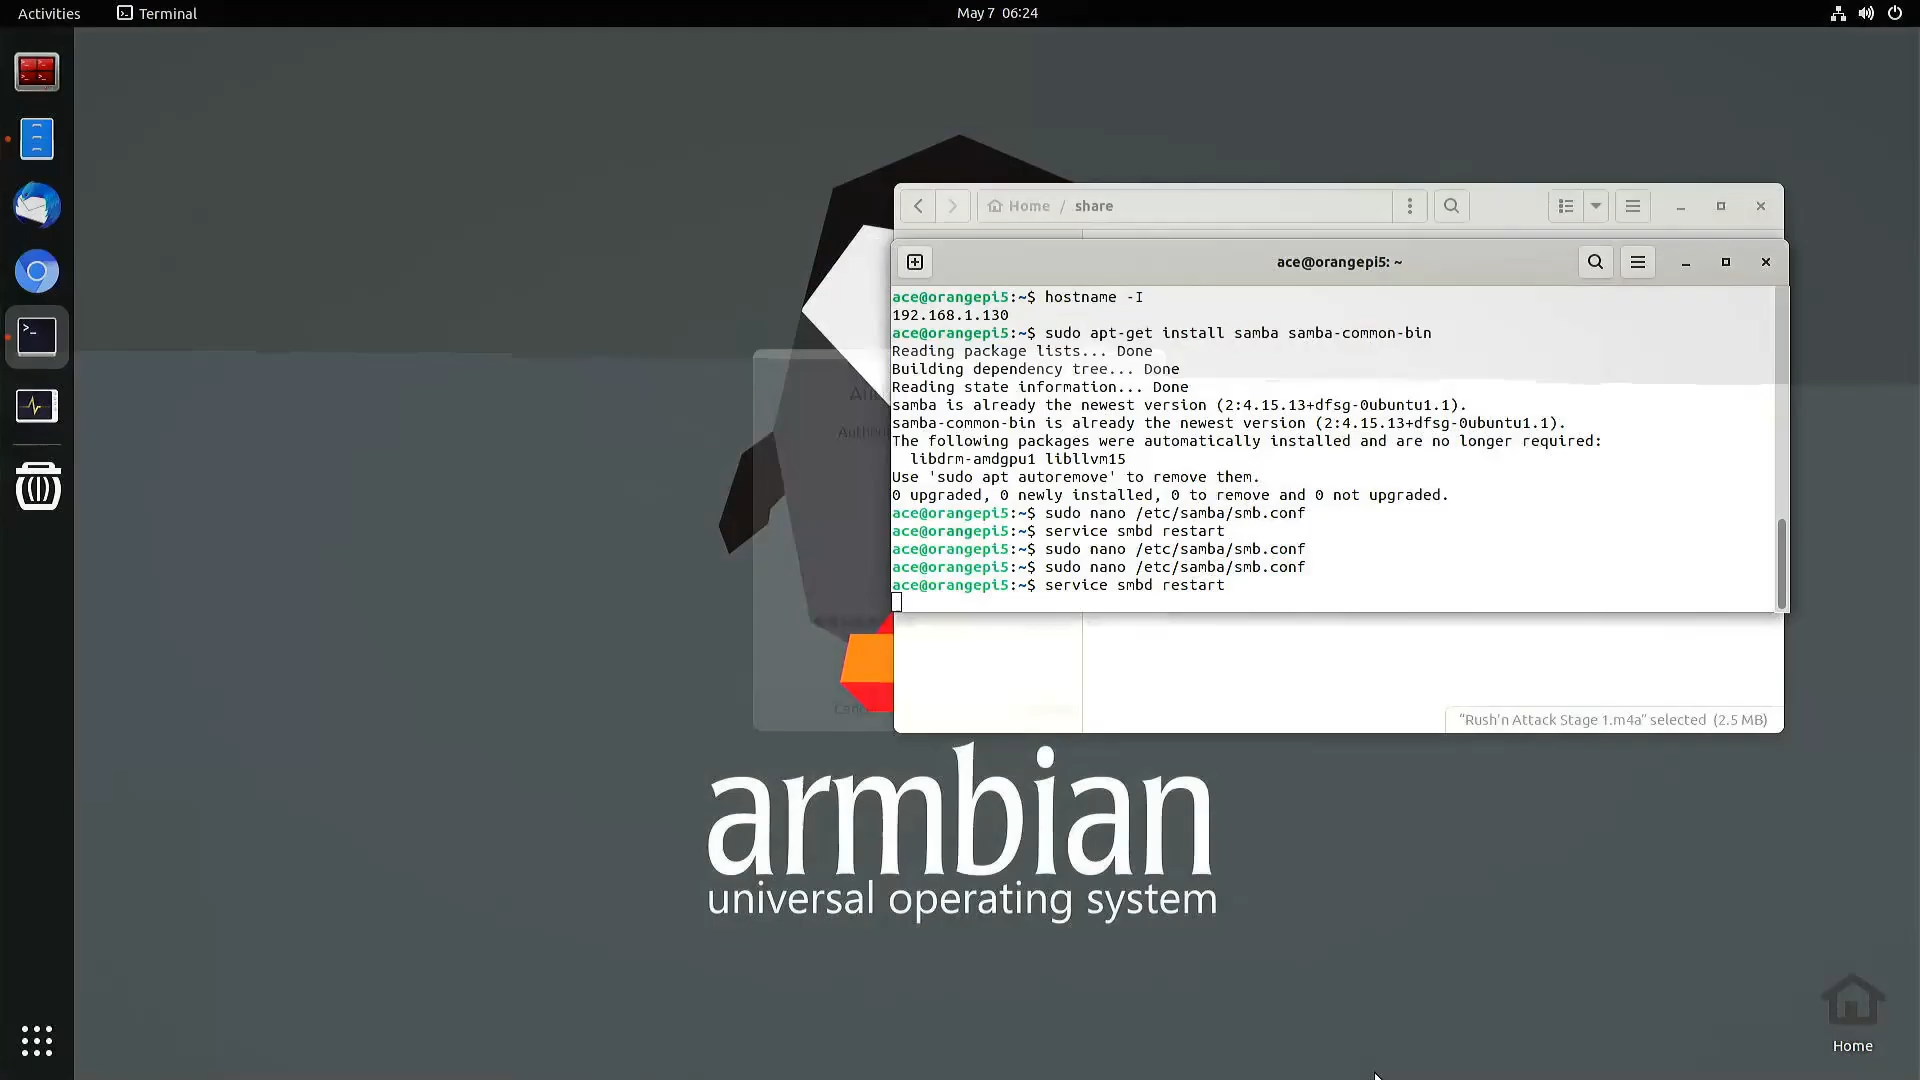 Activities
Terminal
May 7 06:24
Home / share
ace@orangepi5: ~
ace@orangepi5:~$ hostname -I
192.168.1.130
ace@orangepi5:~$ sudo apt-get install samba samba-common-bin
Reading package lists... Done
Building dependency tree... Done
Reading state information... Done
samba is already the newest version (2:4.15.13+dfsg-0ubuntu1.1).
samba-common-bin is already the newest version (2:4.15.13+dfsg-0ubuntu1.1).
The following packages were automatically installed and are no longer required:
libdrm-amdgpu1 libllvm15
Use 'sudo apt autoremove' to remove them.
0 upgraded, 0 newly installed, 0 to remove and 0 not upgraded.
ace@orangepi5:~$ sudo nano /etc/samba/smb.conf
ace@orangepi5:~$ service smbd restart
ace@orangepi5:~$ sudo nano /etc/samba/smb.conf
ace@orangepi5:~$ sudo nano /etc/samba/smb.conf
ace@orangepi5:~$ service smbd restart
"Rush'n Attack Stage 1.m4a" selected (2.5 MB)
armbian
universal operating system
Home